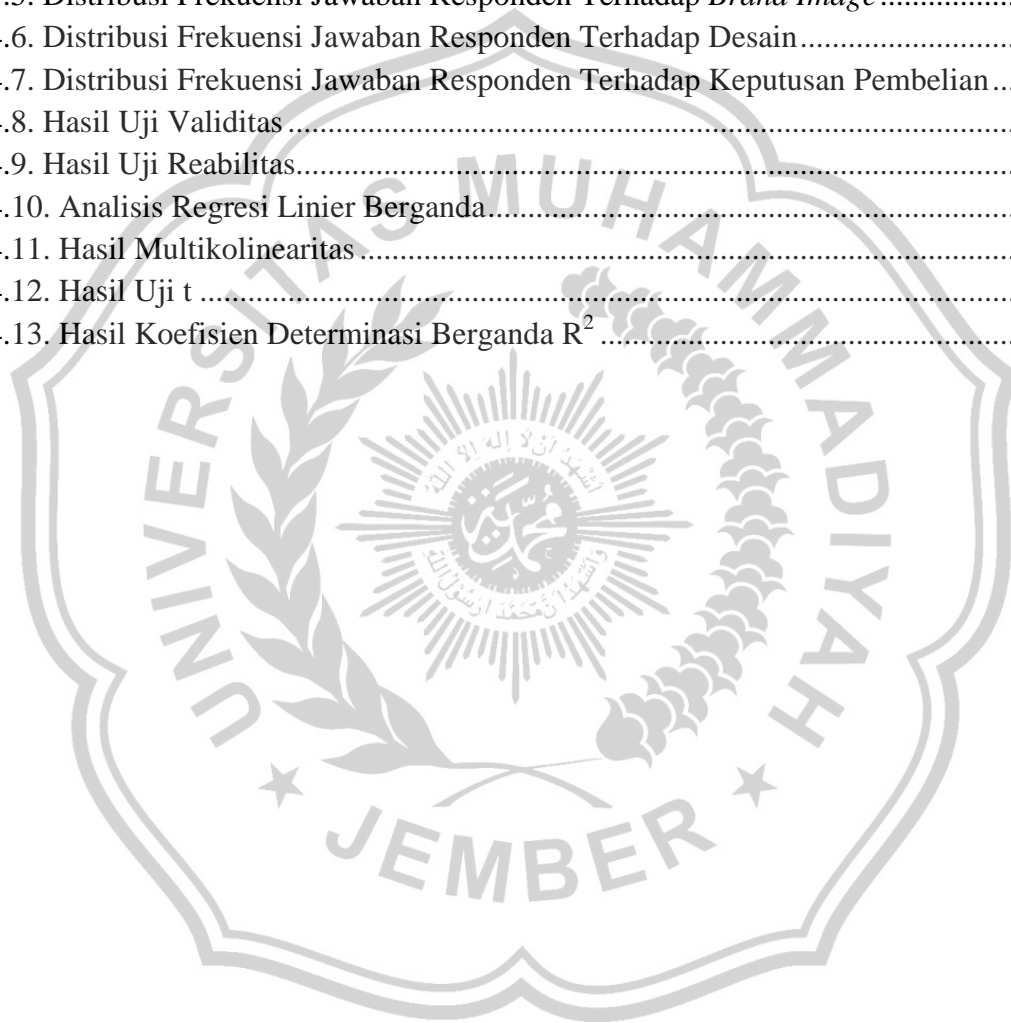 .5. Distribusi Frekuensi Jawaban Responden Terhadap Brand Image
.6. Distribusi Frekuensi Jawaban Responden Terhadap Desain
.7. Distribusi Frekuensi Jawaban Responden Terhadap Keputusan Pembelian
.8. Hasil Uji Validitas
.9. Hasil Uji Reabilitas
.10. Analisis Regresi Linier Berganda
.11. Hasil Multikolinearitas
.12. Hasil Uji t
.13. Hasil Koefisien Determinasi Berganda R²
UNIVERSITAS MUHAMMADIYAH
JEMBER